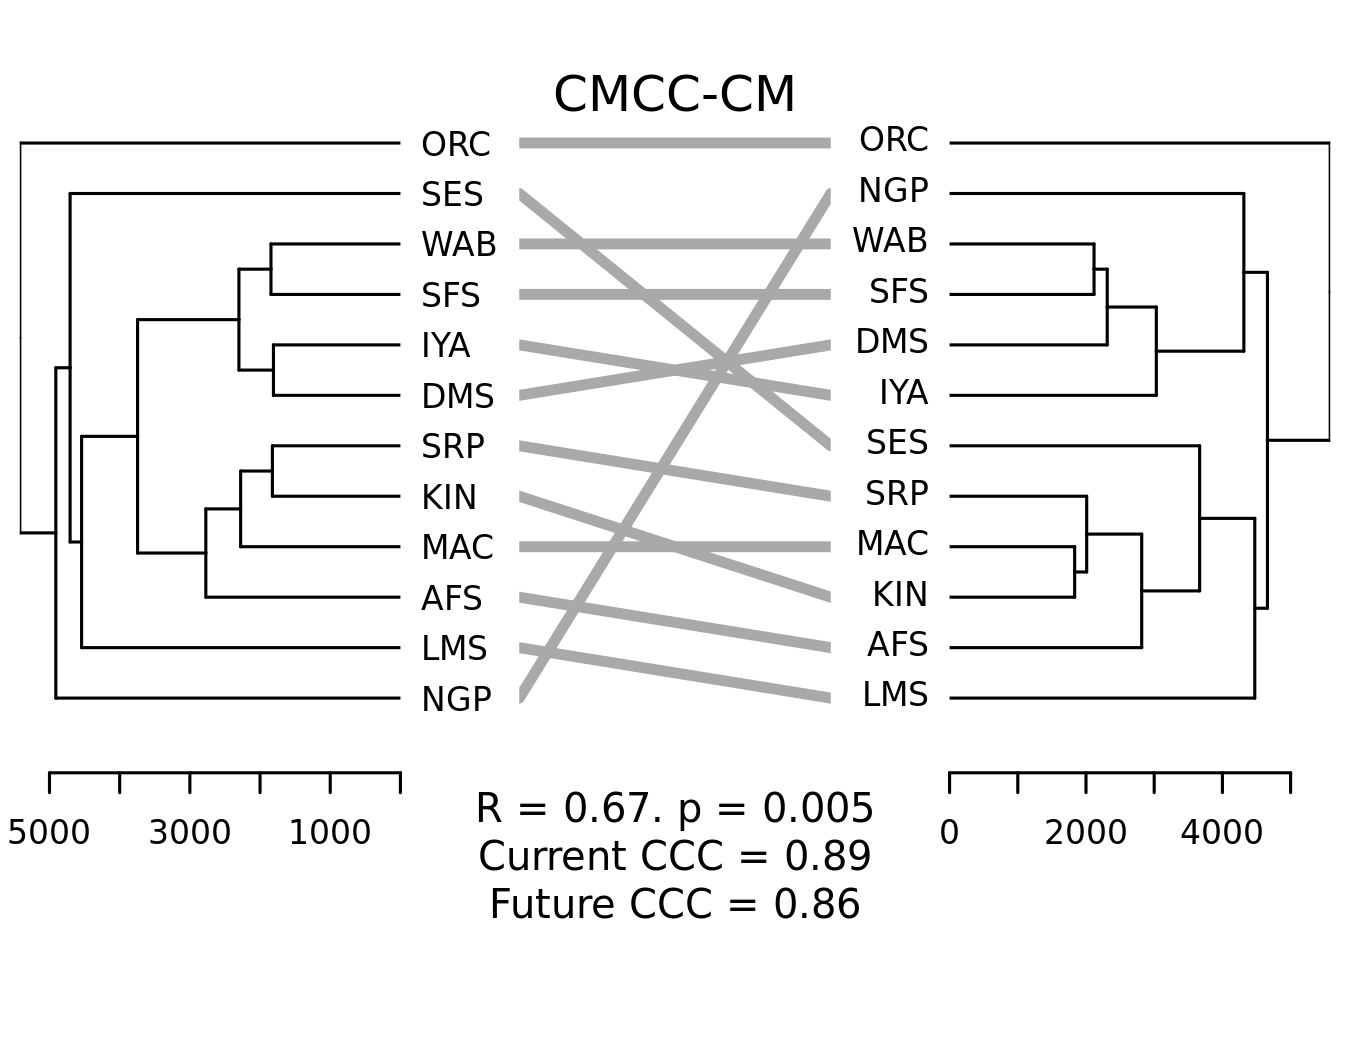 CMCC-CM
ORC ORC
SES NGP
WAB WAB
SFS SFS
IYA DMS
DMS IYA
SRP SES
KIN SRP
MAC MAC
AFS KIN
LMS AFS
NGP LMS
5000 3000 1000 0 2000 4000
R = 0.67. p = 0.005
Current CCC = 0.89
Future CCC = 0.86